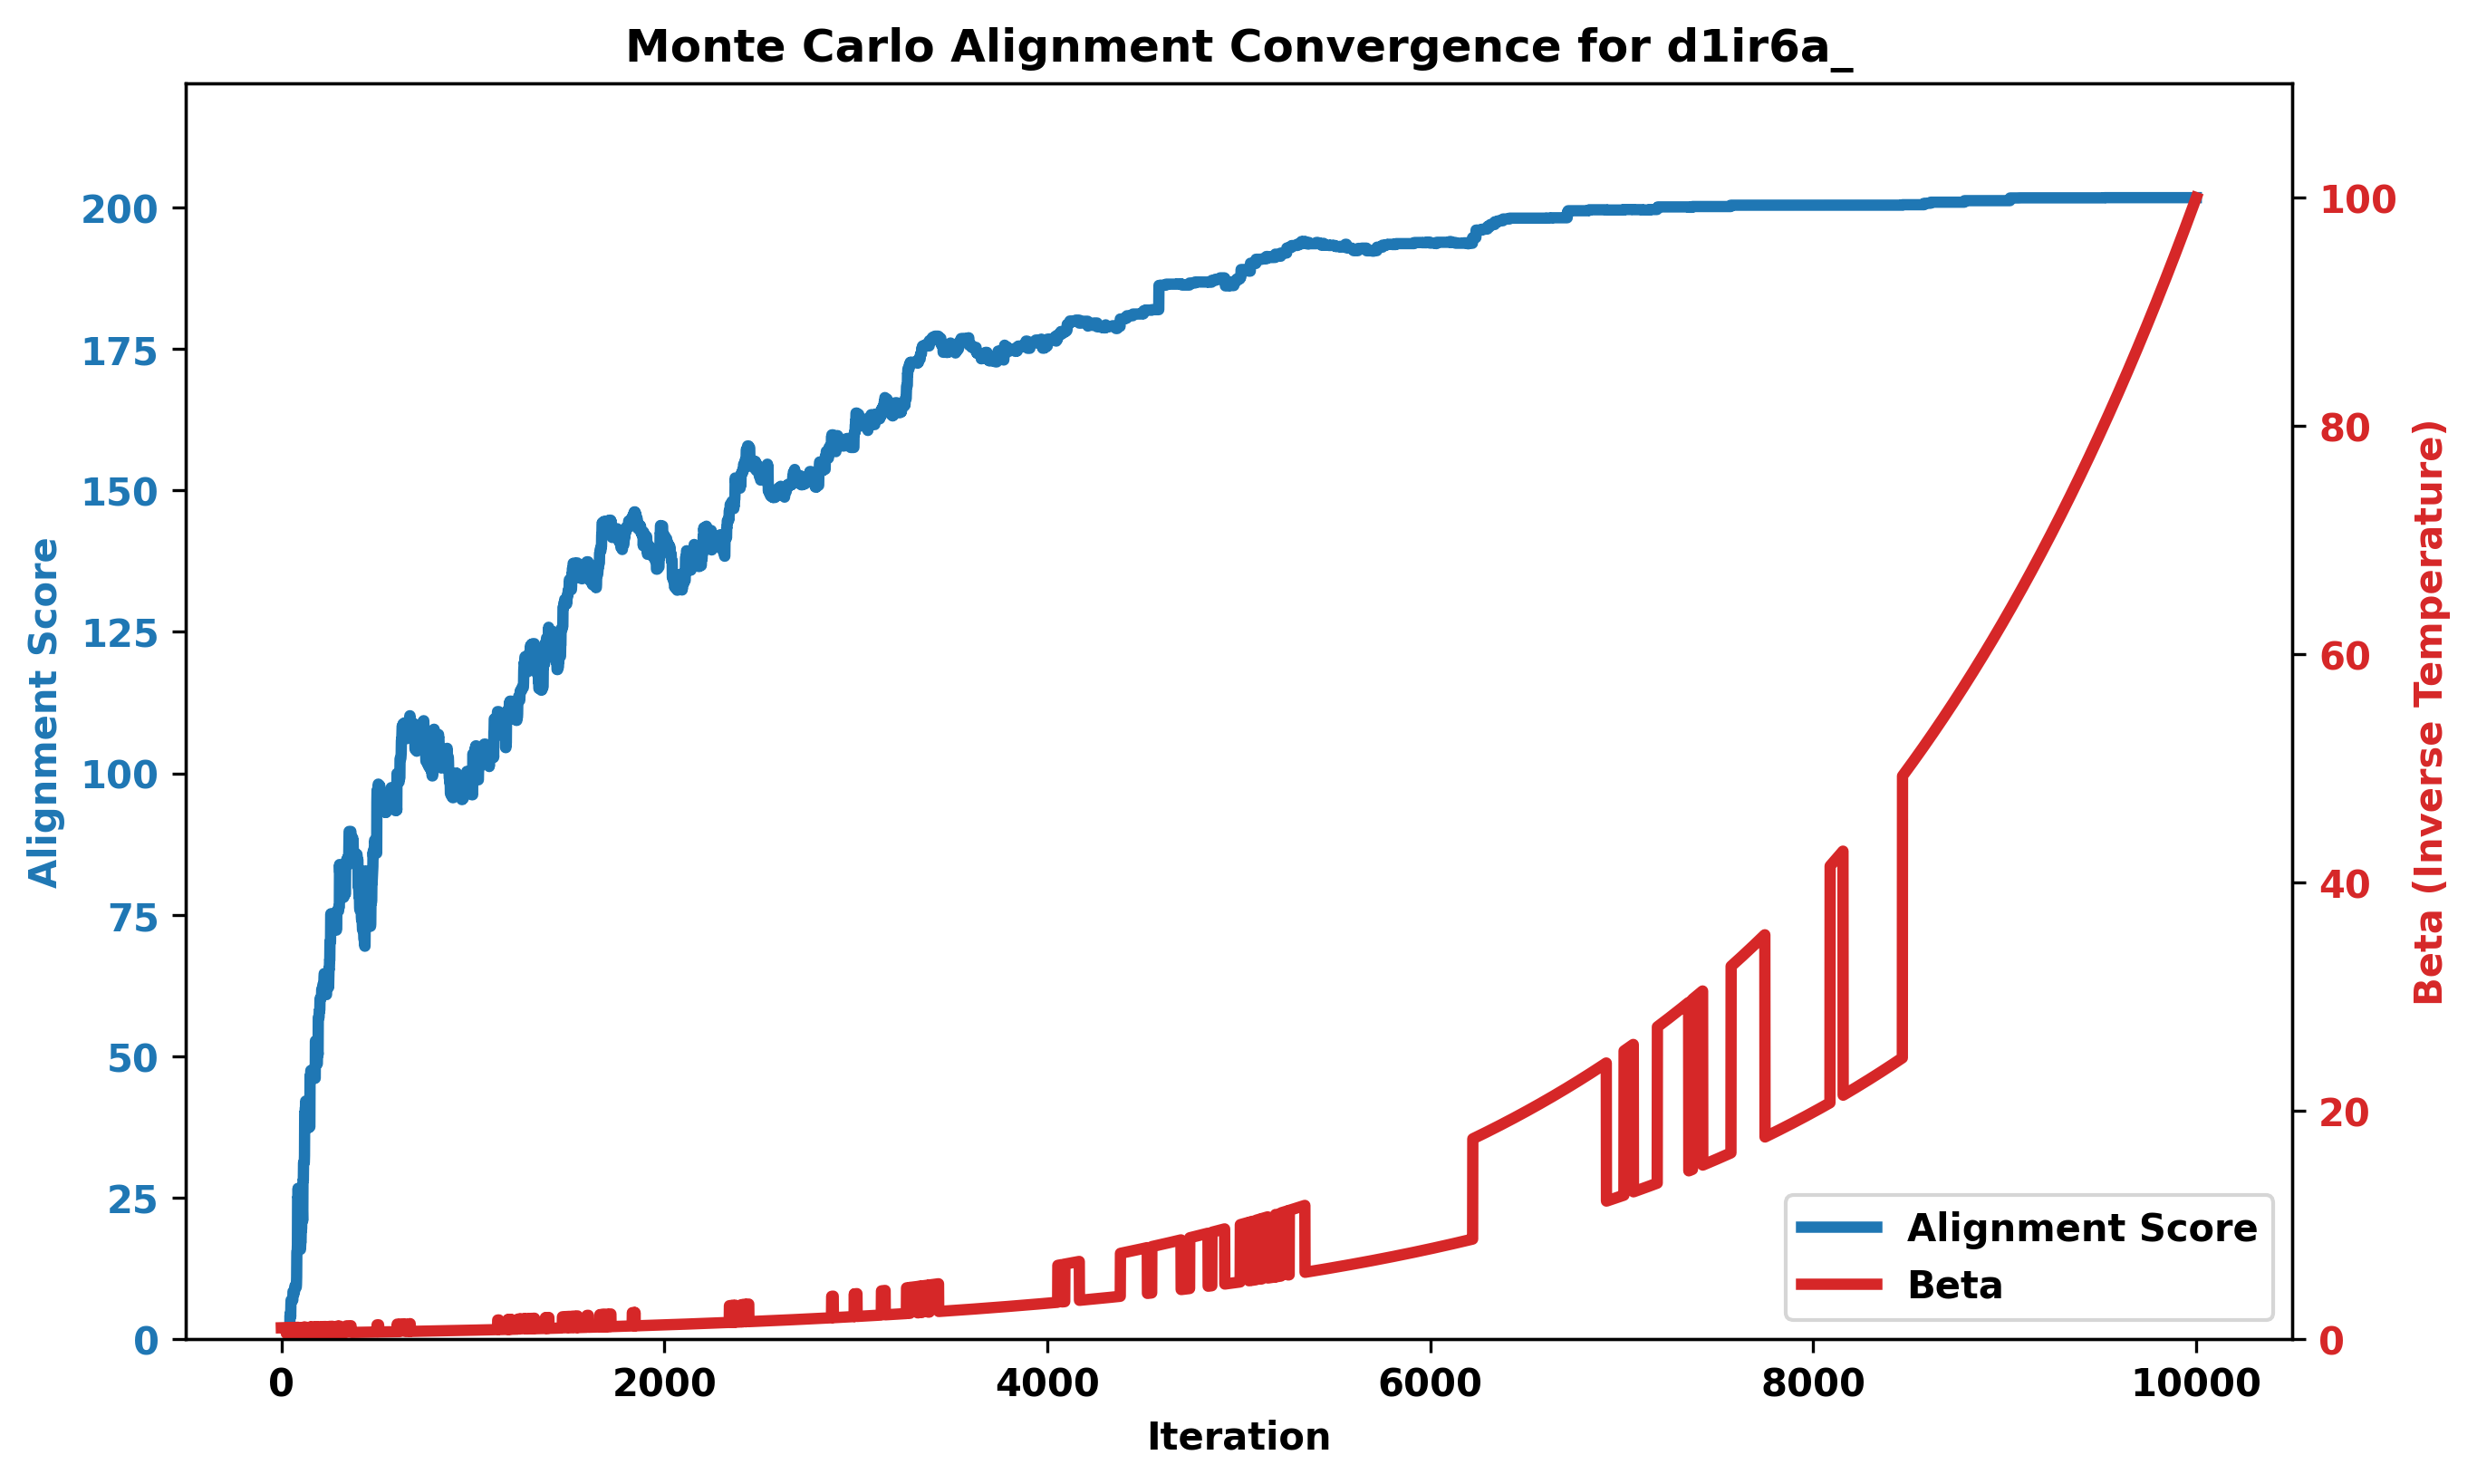 Monte Carlo Alignment Convergence for d1ir6a_
Alignment Score
200
175
150
125
100
75
50
25
0
100
80
60
40
20
0
Beta (Inverse Temperature)
Alignment Score
Beta
0 2000 4000 6000 8000 10000
Iteration